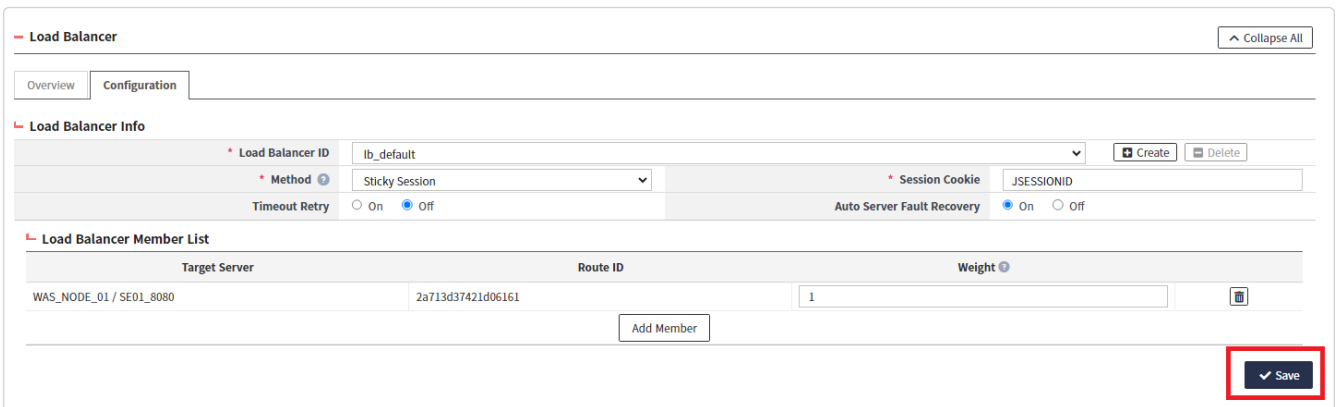 Load Balancer
Collapse All
Overview Configuration
Load Balancer Info
* Load Balancer ID lb_default Create Delete
* Method Sticky Session * Session Cookie JSESSIONID
Timeout Retry On Off Auto Server Fault Recovery On Off
Load Balancer Member List
Target Server Route ID Weight
WAS_NODE_01 / SE01_8080 2a713d37421d06161 1
Add Member
Save